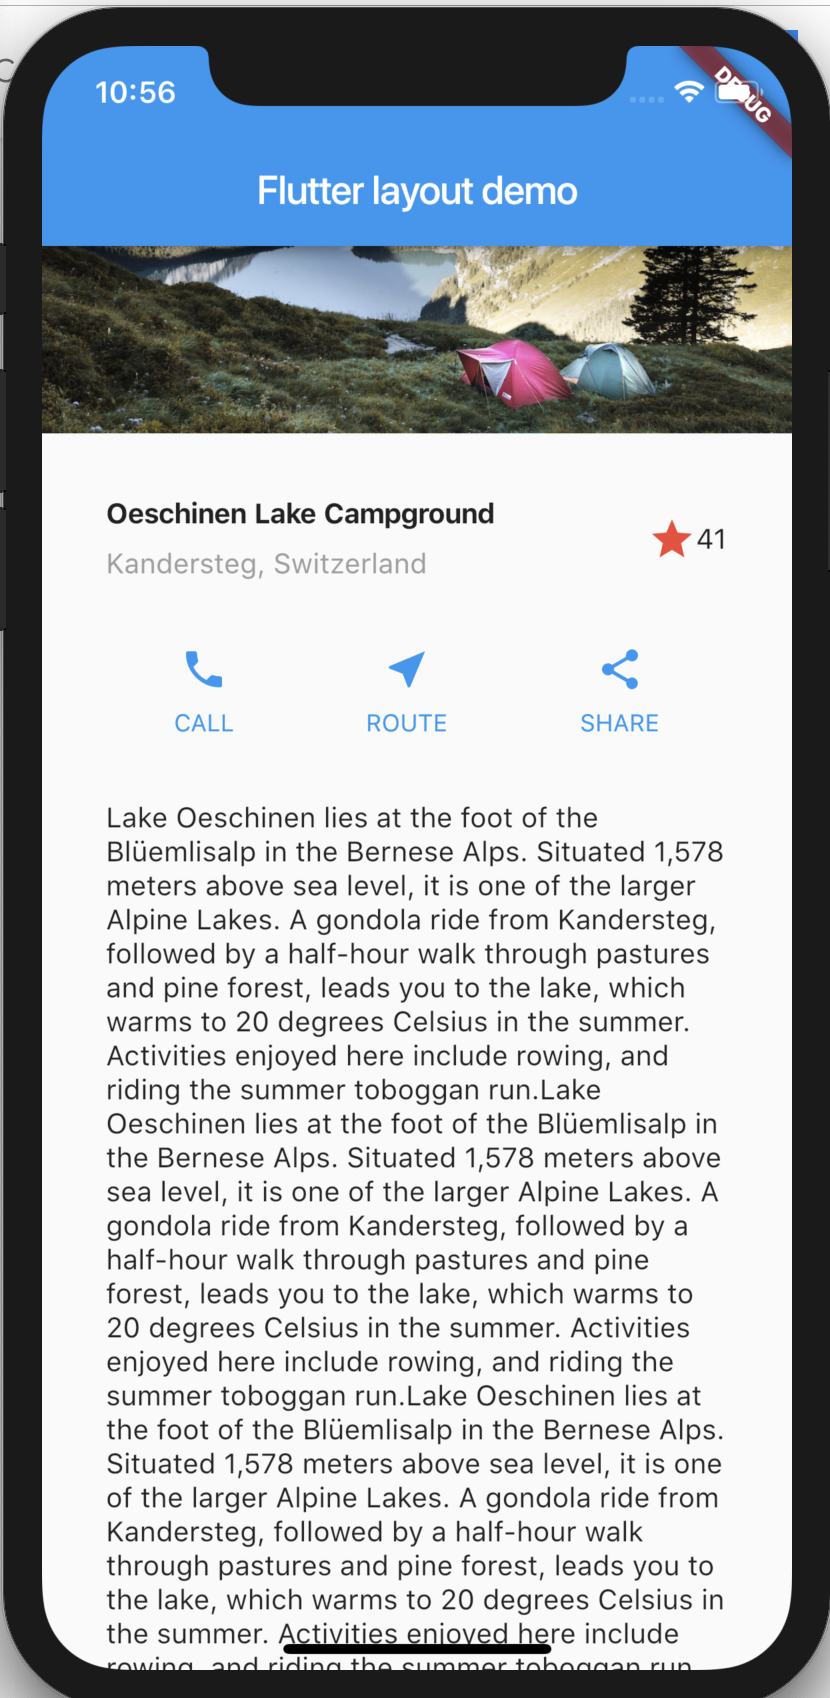 10:56
DEBUG
Flutter layout demo
Oeschinen Lake Campground
Kandersteg, Switzerland
41
CALL
ROUTE
SHARE
Lake Oeschinen lies at the foot of the
Blüemlisalp in the Bernese Alps. Situated 1,578
meters above sea level, it is one of the larger
Alpine Lakes. A gondola ride from Kandersteg,
followed by a half-hour walk through pastures
and pine forest, leads you to the lake, which
warms to 20 degrees Celsius in the summer.
Activities enjoyed here include rowing, and
riding the summer toboggan run.Lake
Oeschinen lies at the foot of the Blüemlisalp in
the Bernese Alps. Situated 1,578 meters above
sea level, it is one of the larger Alpine Lakes. A
gondola ride from Kandersteg, followed by a
half-hour walk through pastures and pine
forest, leads you to the lake, which warms to
20 degrees Celsius in the summer. Activities
enjoyed here include rowing, and riding the
summer toboggan run.Lake Oeschinen lies at
the foot of the Blüemlisalp in the Bernese Alps.
Situated 1,578 meters above sea level, it is one
of the larger Alpine Lakes. A gondola ride from
Kandersteg, followed by a half-hour walk
through pastures and pine forest, leads you to
the lake, which warms to 20 degrees Celsius in
the summer. Activities enjoyed here include
rowing, and riding the summer toboggan run.